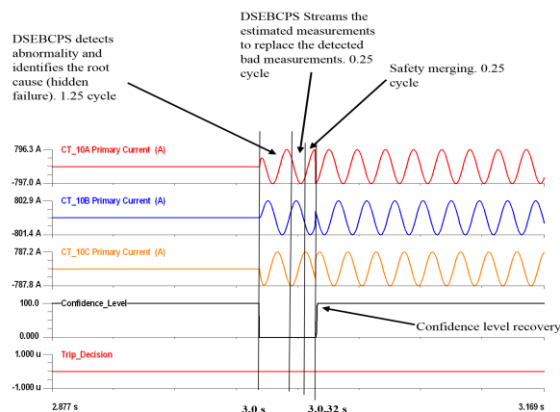 DSEBCPS detects
abnormality and
identifies the root
cause (hidden
failure). 1.25 cycle
DSEBCPS Streams the
estimated measurements
to replace the detected
bad measurements. 0.25
cycle
Safety merging. 0.25
cycle
796.3 A
CT_10A Primary Current (A)
-797.0 A
802.9 A
CT_10B Primary Current (A)
-801.4 A
787.2 A
CT_10C Primary Current (A)
-787.8 A
100.0
Confidence_Level
0.000
Confidence level recovery
1.000 u
Trip_Decision
-1.000 u
2.877 s
3.0 s
3.0.32 s
3.169 s